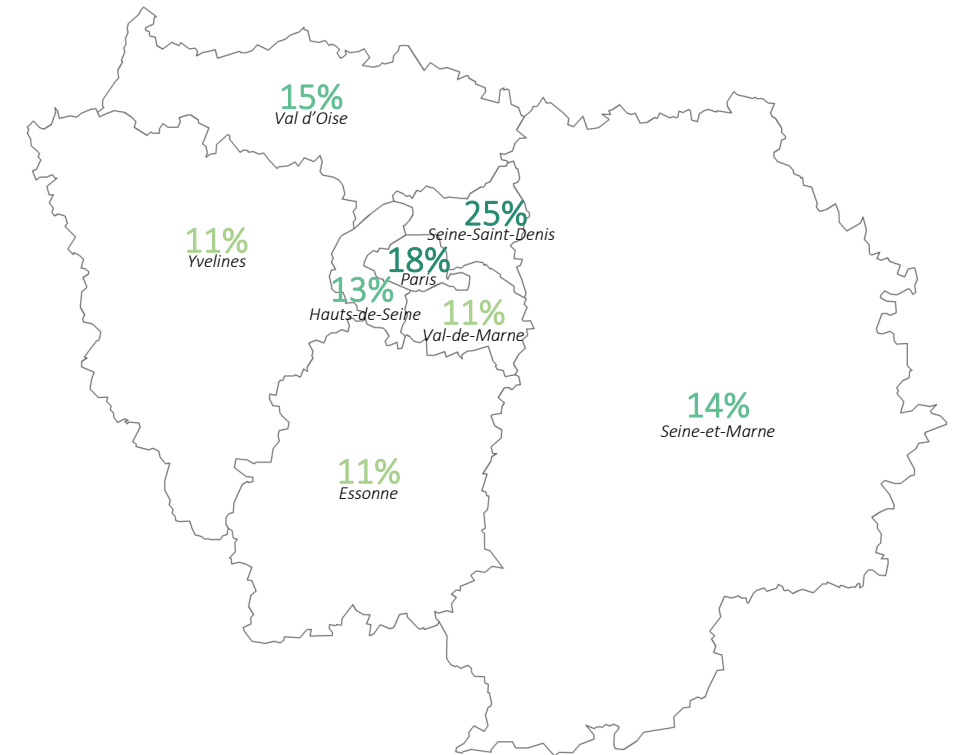 15%
Val d’Oise
25%
Seine-Saint-Denis
11%
Yvelines
18%
Paris
13%
Hauts-de-Seine
11%
Val-de-Marne
14%
Seine-et-Marne
11%
Essonne